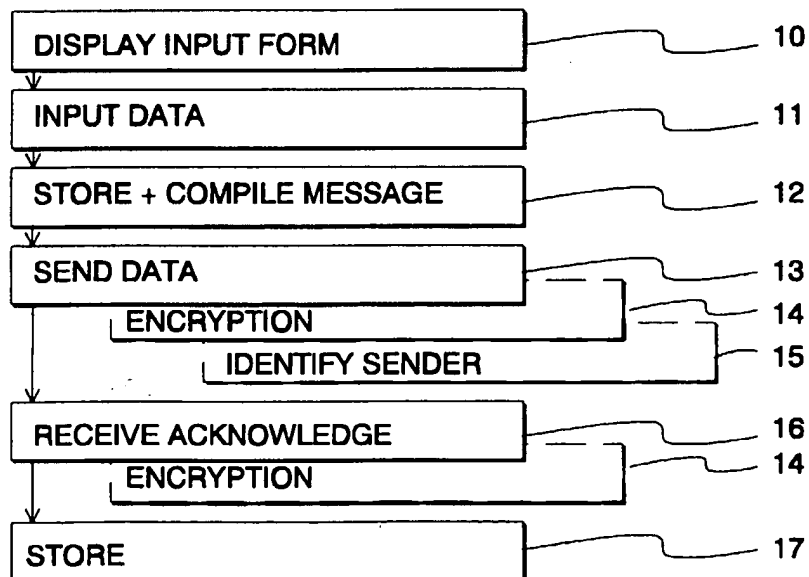 DISPLAY INPUT FORM 10
INPUT DATA 11
STORE + COMPILE MESSAGE 12
SEND DATA 13
ENCRYPTION 14
IDENTIFY SENDER 15
RECEIVE ACKNOWLEDGE 16
ENCRYPTION 14
STORE 17